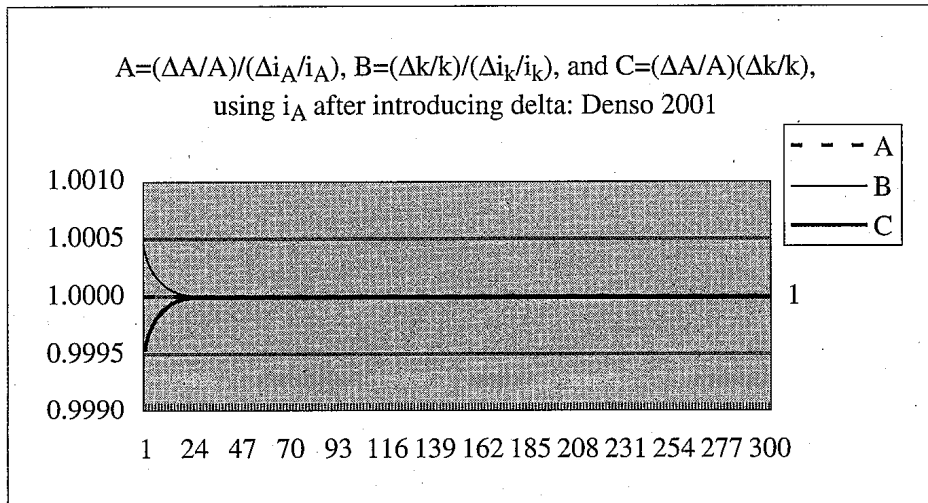 A=(ΔA/A)/(Δi_A/i_A), B=(Δk/k)/(Δi_k/i_k), and C=(ΔA/A)(Δk/k),
using i_A after introducing delta: Denso 2001
A
B
C
1.0010
1.0005
1.0000
0.9995
0.9990
1
1 24 47 70 93 116 139 162 185 208 231 254 277 300